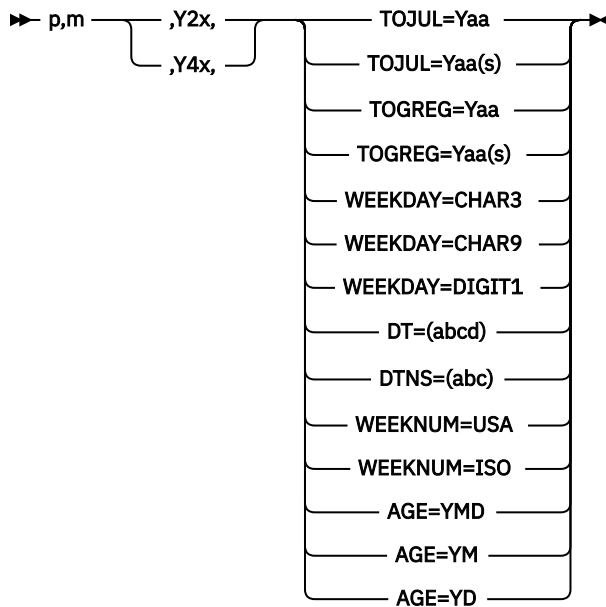 p,m ,Y2x, TOJUL=Yaa
,Y4x, TOJUL=Yaa(s)
TOGREG=Yaa
TOGREG=Yaa(s)
WEEKDAY=CHAR3
WEEKDAY=CHAR9
WEEKDAY=DIGIT1
DT=(abcd)
DTNS=(abc)
WEEKNUM=USA
WEEKNUM=ISO
AGE=YMD
AGE=YM
AGE=YD